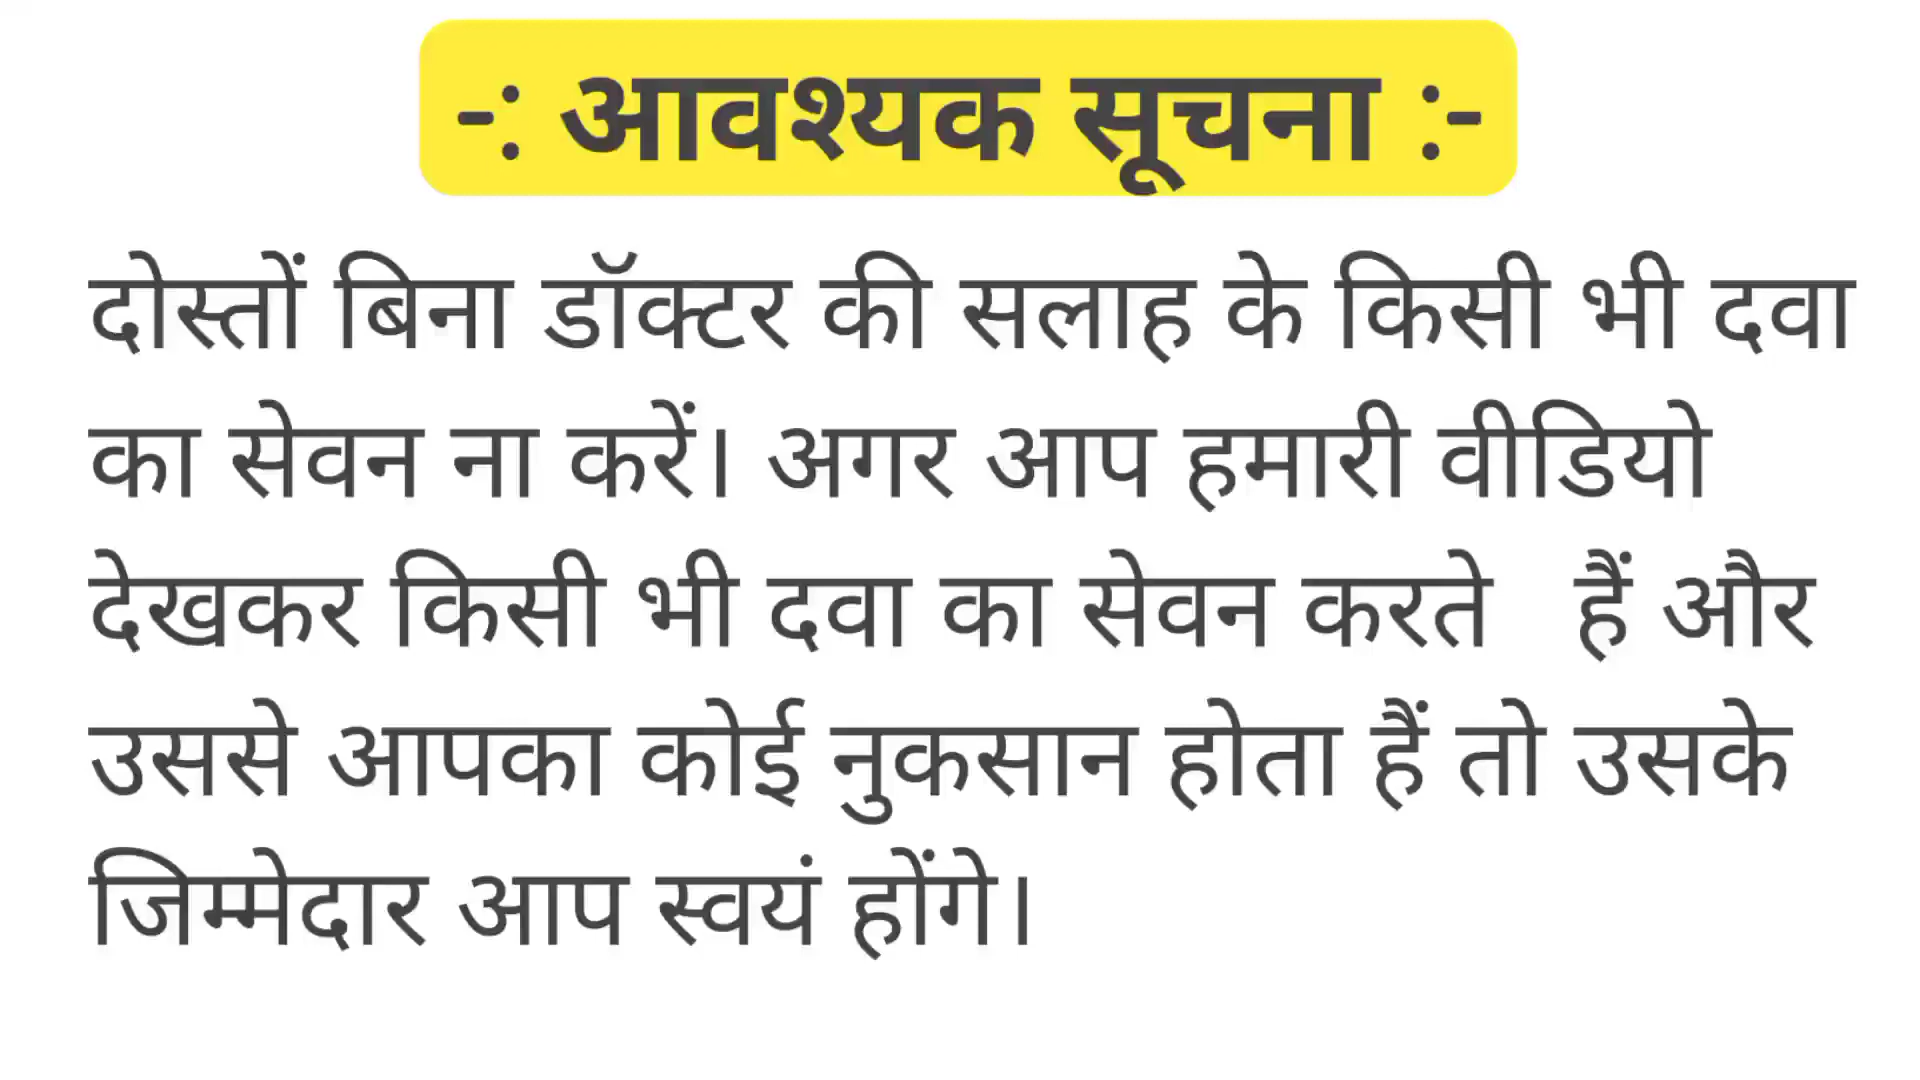 -: आवश्यक सूचना :-
दोस्तों बिना डॉक्टर की सलाह के किसी भी दवा
का सेवन ना करें। अगर आप हमारी वीडियो
देखकर किसी भी दवा का सेवन करते हैं और
उससे आपका कोई नुकसान होता हैं तो उसके
जिम्मेदार आप स्वयं होंगे।